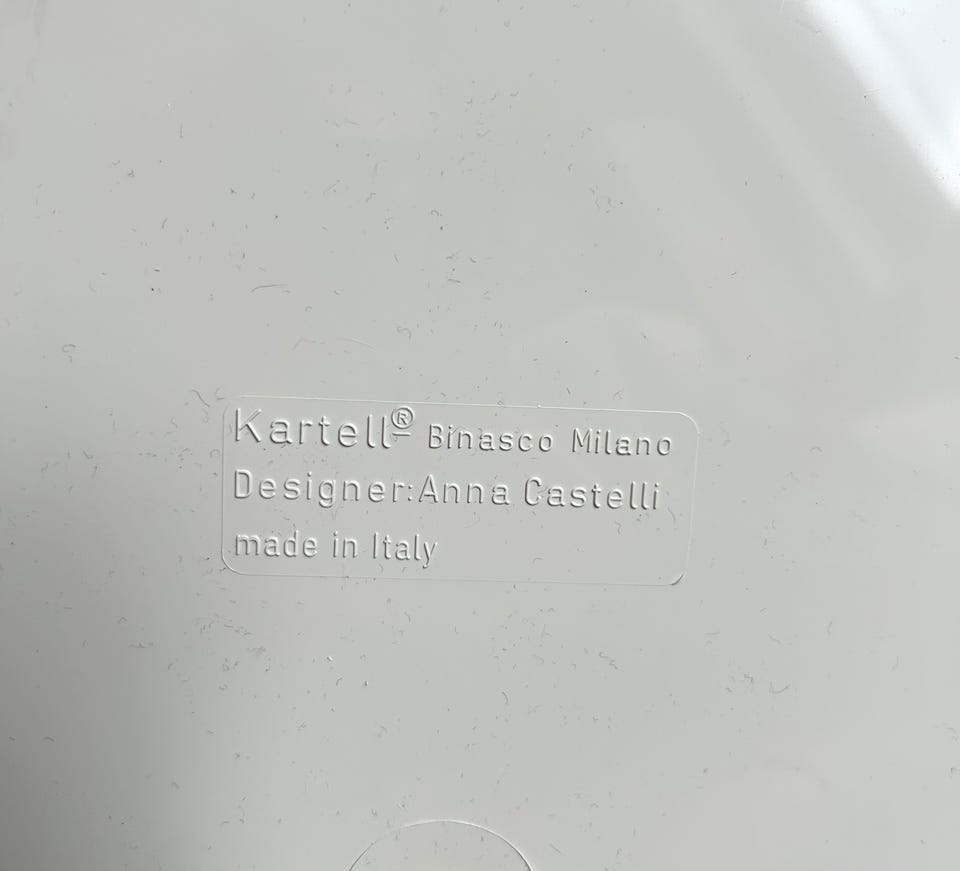 Kartell® Binasco Milano
Designer:Anna Castelli
made in Italy